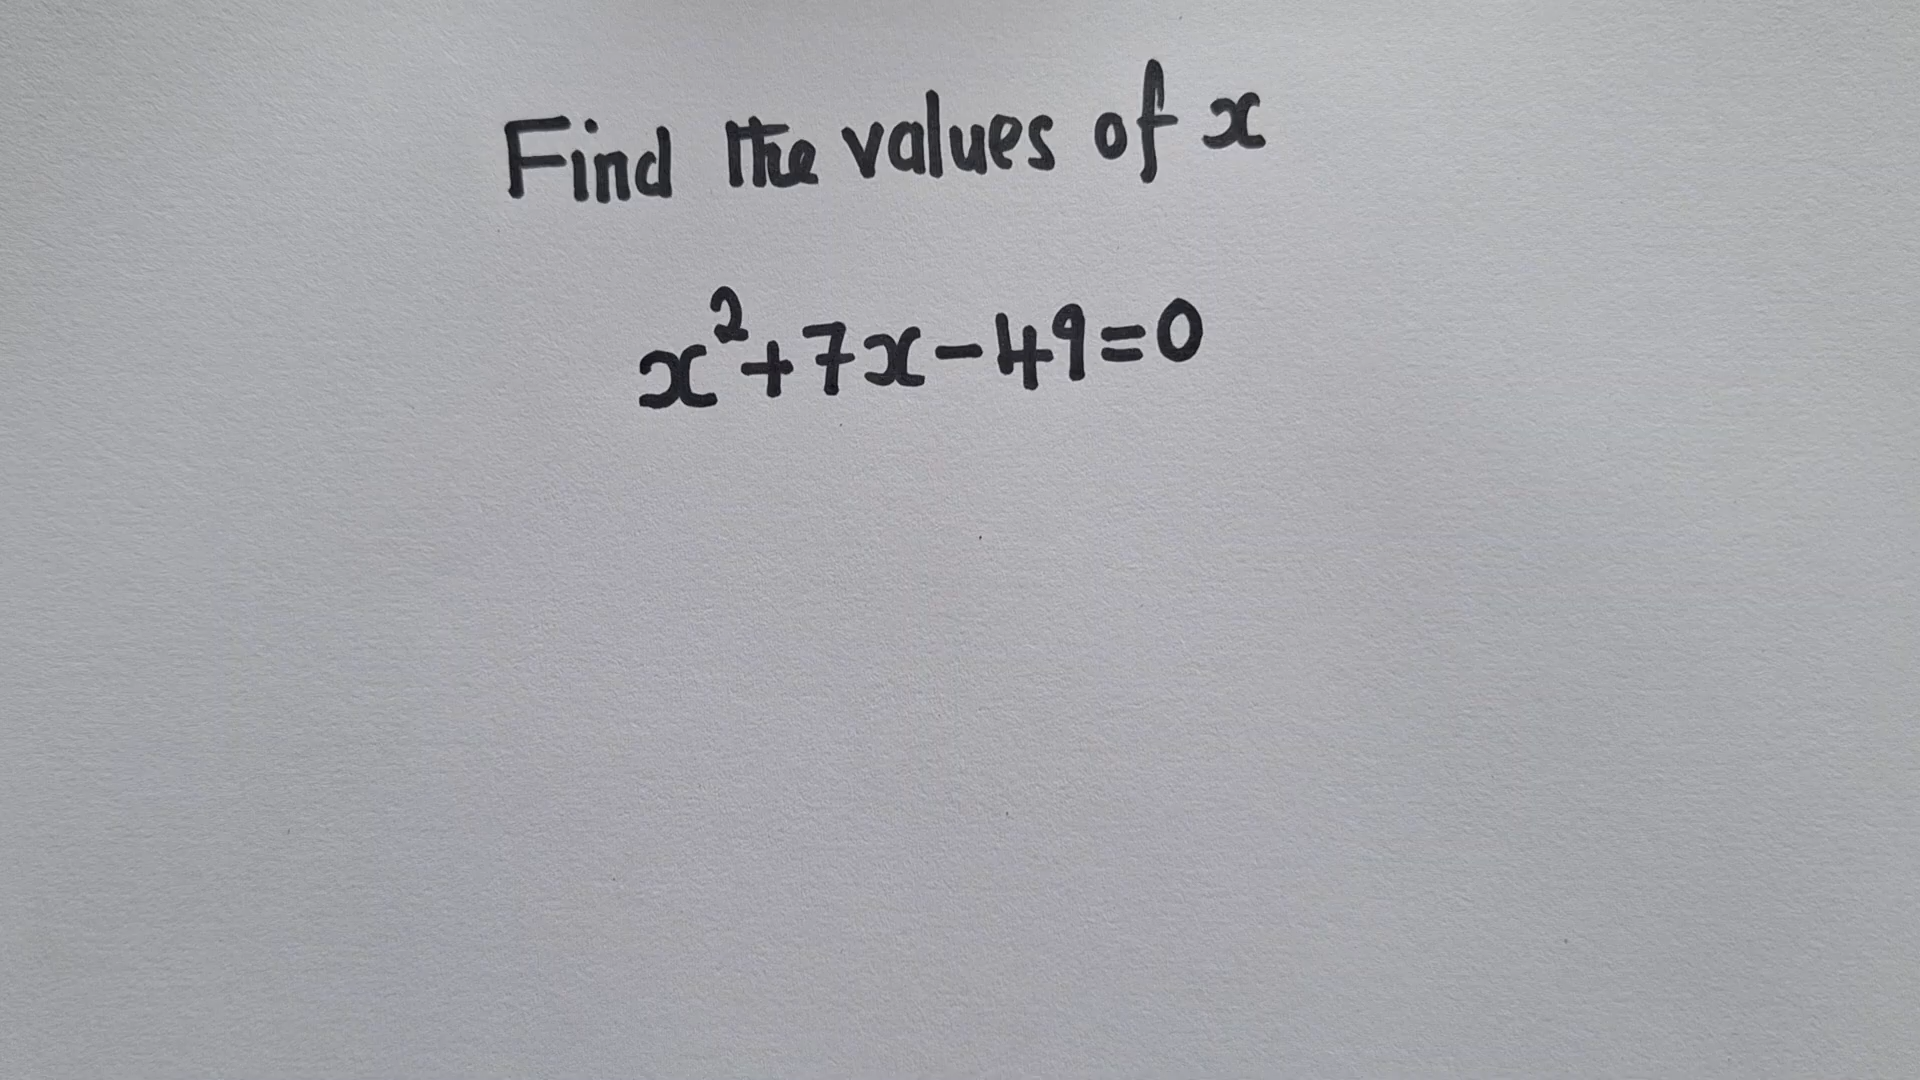 Find the values of x
x²+7x-49=0